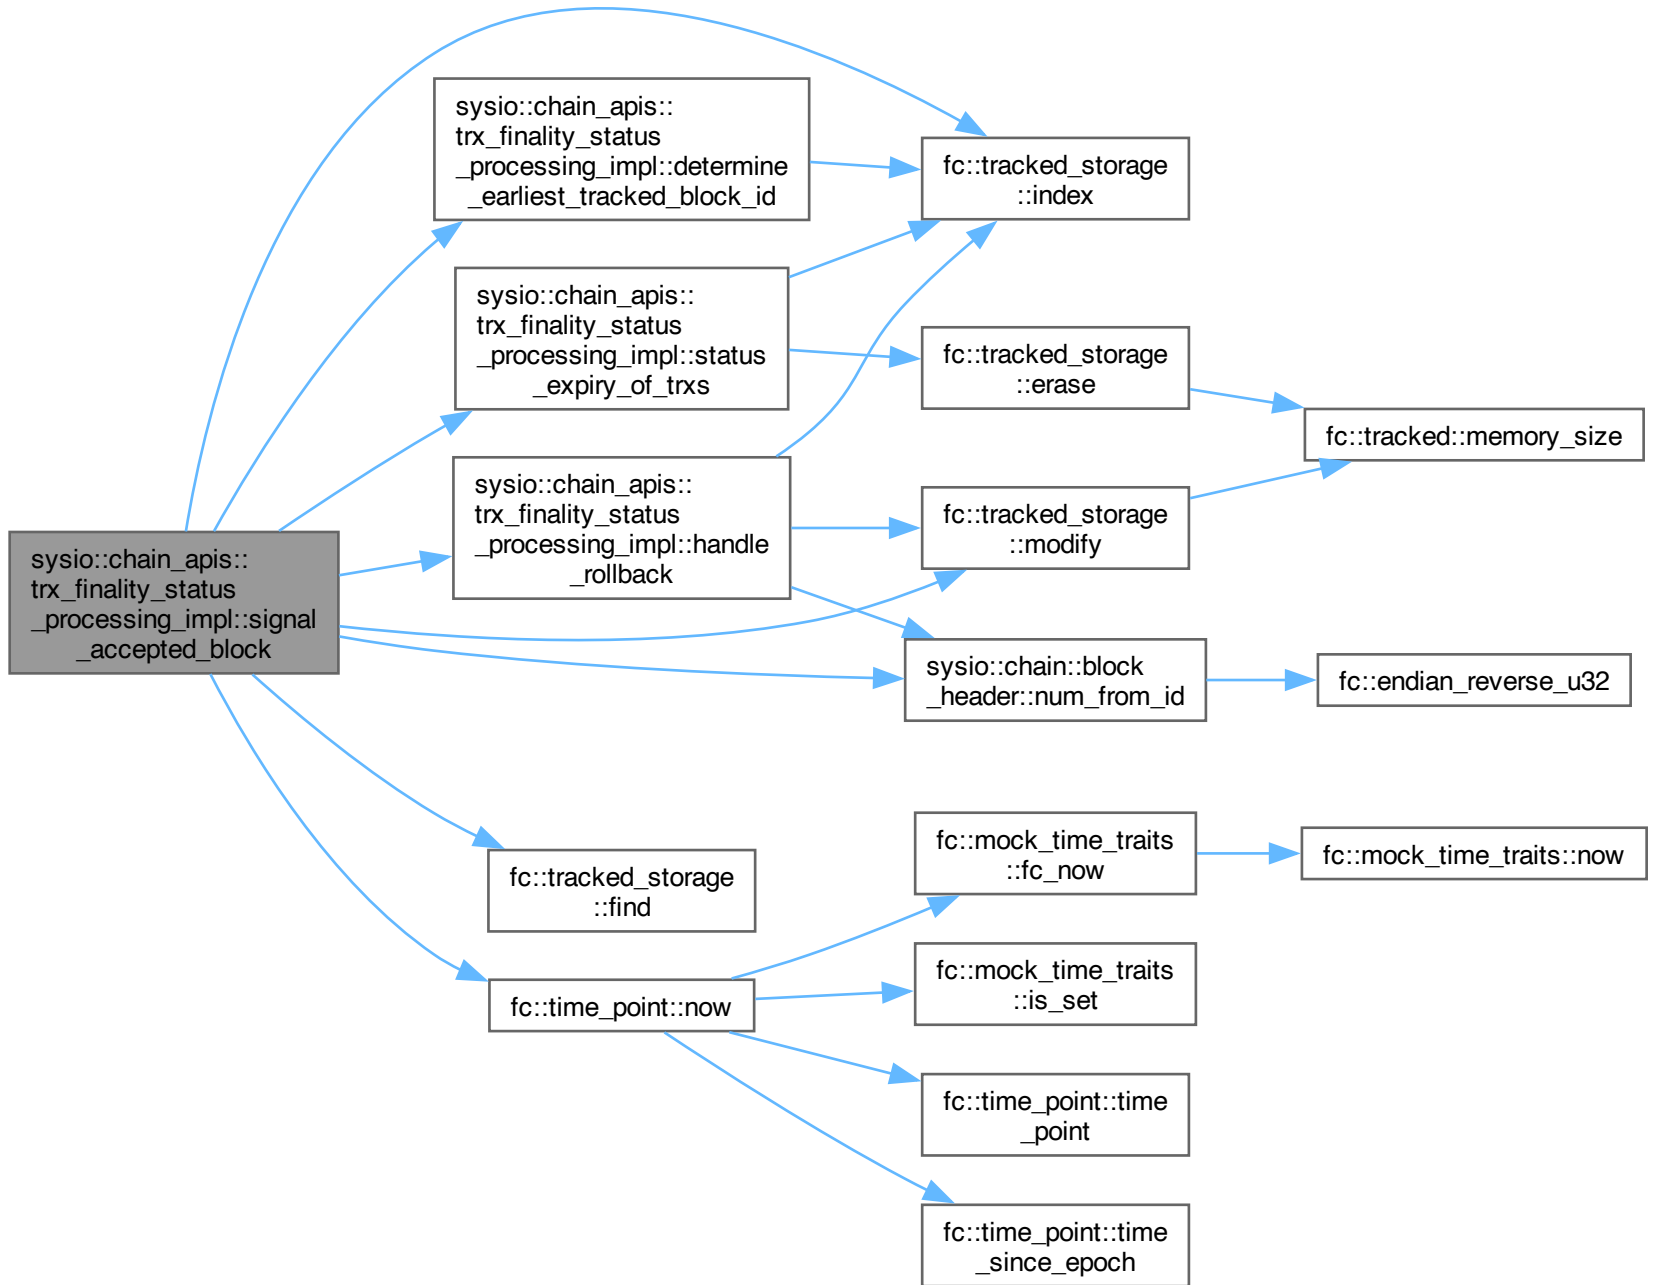 sysio::chain_apis::
trx_finality_status
_processing_impl::signal
_accepted_block
sysio::chain_apis::
trx_finality_status
_processing_impl::determine
_earliest_tracked_block_id
sysio::chain_apis::
trx_finality_status
_processing_impl::status
_expiry_of_trxs
sysio::chain_apis::
trx_finality_status
_processing_impl::handle
_rollback
fc::tracked_storage
::find
fc::time_point::now
fc::tracked_storage
::index
fc::tracked_storage
::erase
fc::tracked_storage
::modify
sysio::chain::block
_header::num_from_id
fc::mock_time_traits
::fc_now
fc::mock_time_traits
::is_set
fc::time_point::time
_point
fc::time_point::time
_since_epoch
fc::tracked::memory_size
fc::endian_reverse_u32
fc::mock_time_traits::now